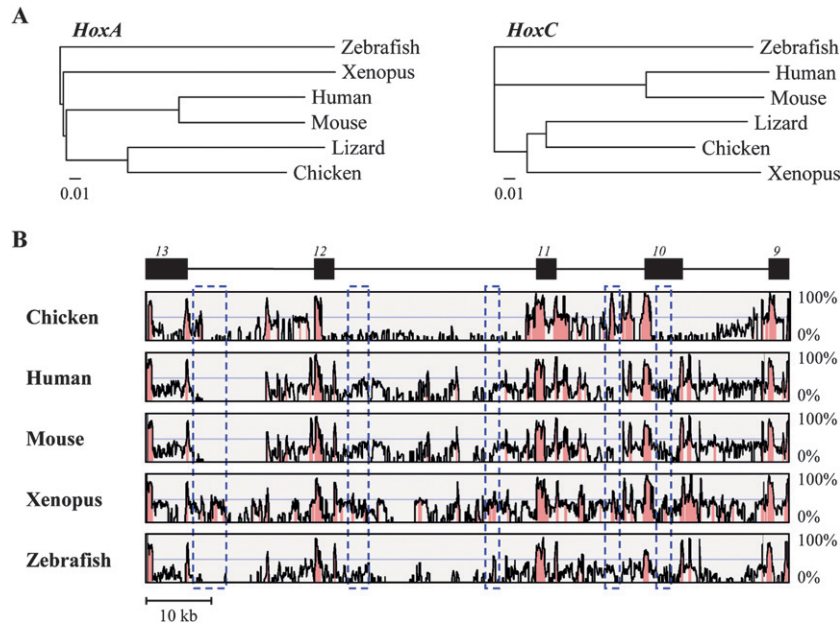 A
HoxA
HoxC
Zebrafish
Xenopus
Human
Mouse
Lizard
Chicken
0.01
Zebrafish
Human
Mouse
Lizard
Chicken
Xenopus
0.01
B
13 12 11 10 9
Chicken 100% 0%
Human 100% 0%
Mouse 100% 0%
Xenopus 100% 0%
Zebrafish 100% 0%
10 kb